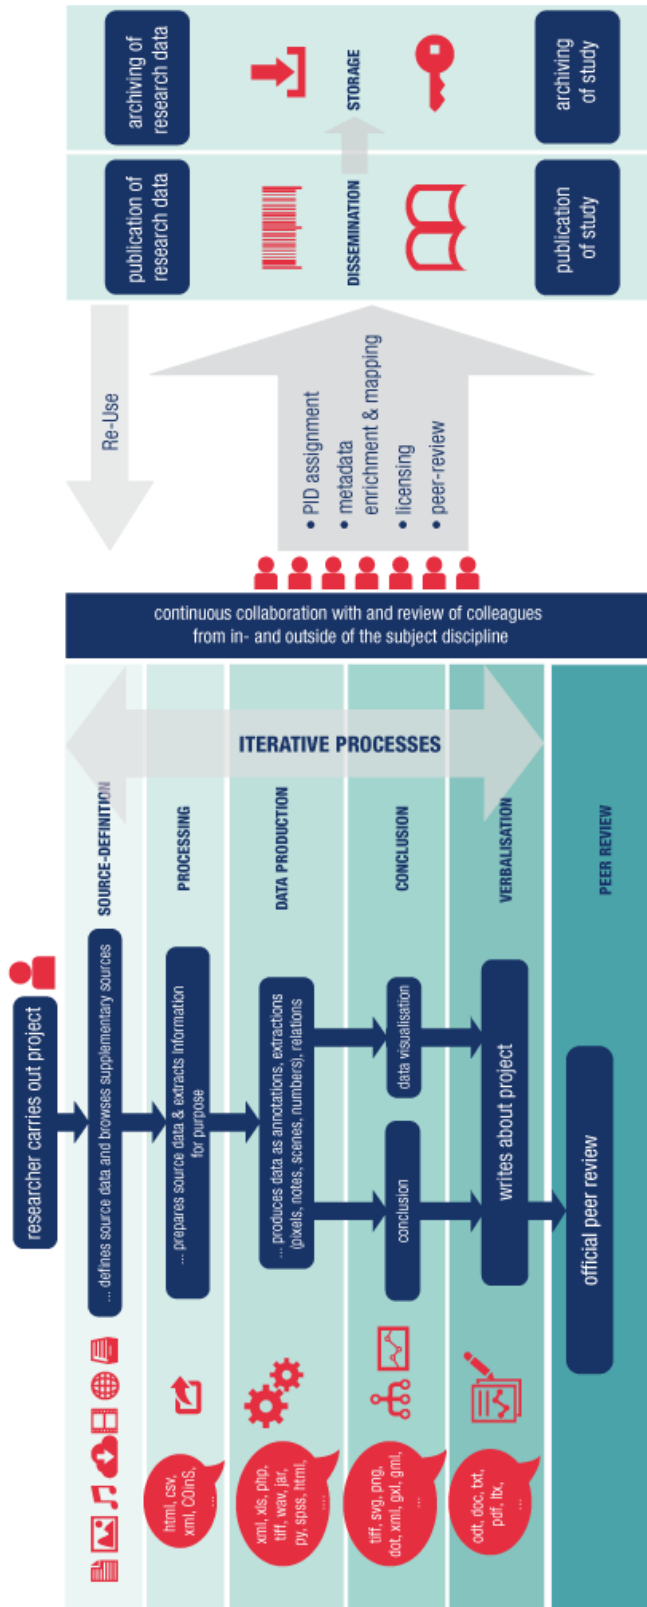 researcher carries out project
... defines source data and browses supplementary sources
SOURCE-DEFINITION
html, csv,
xml, COinS,
...
... prepares source data & extracts information
for purpose
PROCESSING
xml, xls, php,
tiff, wav, jar,
py, spss, html,
....
... produces data as annotations, extractions
(pixels, notes, scenes, numbers), relations
DATA PRODUCTION
tiff, svg, png,
dot, xml, gxl, gml,
...
conclusion
data visualisation
CONCLUSION
odt, doc, txt,
pdf, ltx,
...
writes about project
VERBALISATION
official peer review
PEER REVIEW
ITERATIVE PROCESSES
continuous collaboration with and review of colleagues
from in- and outside of the subject discipline
Re-Use
• PID assignment
• metadata
enrichment & mapping
• licensing
• peer-review
publication of
research data
DISSEMINATION
publication
of study
archiving of
research data
STORAGE
archiving
of study